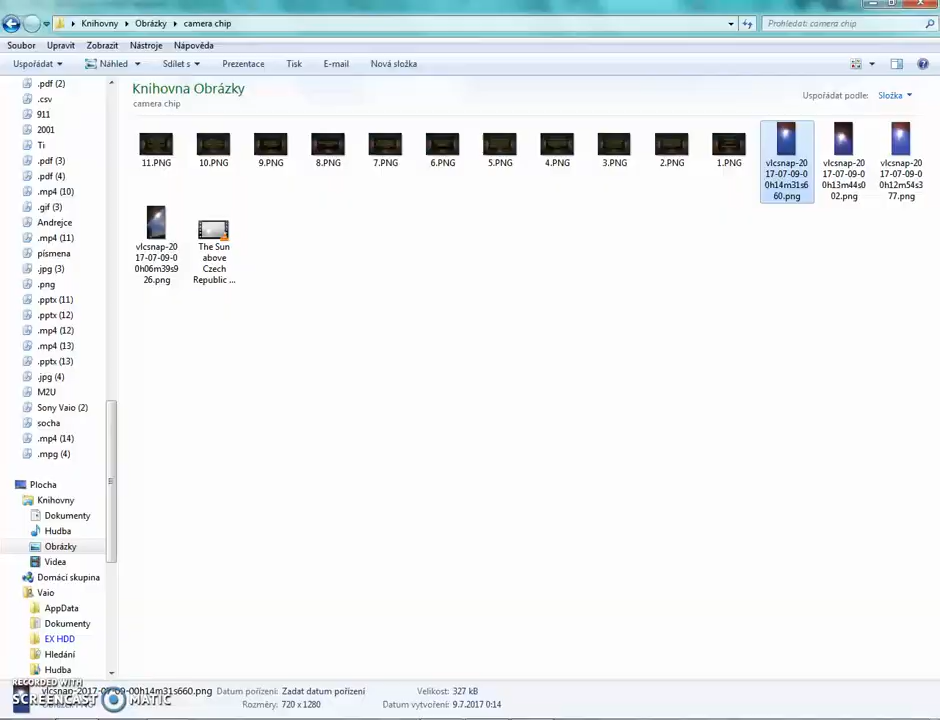 Knihovny ▸ Obrázky ▸ camera chip
Prohledat: camera chip
Soubor Upravit Zobrazit Nástroje Nápověda
Uspořádat Náhled Sdílet s Prezentace Tisk E-mail Nová složka
Knihovna Obrázky
camera chip
Uspořádat podle: Složka
.pdf (2)
.csv
911
2001
Ti
.pdf (3)
.pdf (4)
.mp4 (10)
.gif (3)
Andrejce
.mp4 (11)
písmena
.jpg (3)
.png
.pptx (11)
.pptx (12)
.mp4 (12)
.mp4 (13)
.pptx (13)
.jpg (4)
M2U
Sony Vaio (2)
socha
.mp4 (14)
.mpg (4)
Plocha
Knihovny
Dokumenty
Hudba
Obrázky
Videa
Domácí skupina
Vaio
AppData
Dokumenty
EX HDD
Hledání
Hudba
11.PNG
10.PNG
9.PNG
8.PNG
7.PNG
6.PNG
5.PNG
4.PNG
3.PNG
2.PNG
1.PNG
vlcsnap-20
17-07-09-0
0h14m31s6
60.png
vlcsnap-20
17-07-09-0
0h13m44s0
02.png
vlcsnap-20
17-07-09-0
0h12m54s3
77.png
vlcsnap-20
17-07-09-0
0h06m39s9
26.png
The Sun
above
Czech
Republic ...
vlcsnap-2017-07-09-00h14m31s660.png Datum pořízení: Zadat datum pořízení Velikost: 327 kB
Rozměry: 720 x 1280 Datum vytvoření: 9.7.2017 0:14
RECORDED WITH
SCREENCAST MATIC